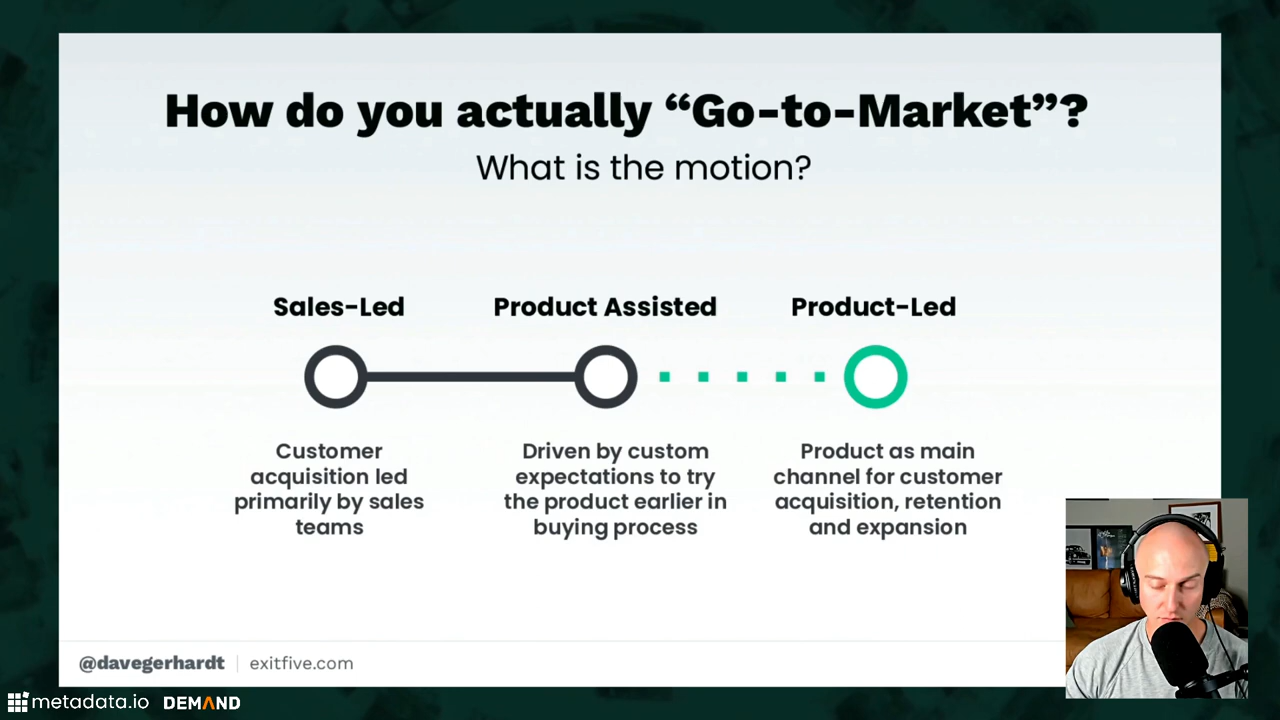 How do you actually “Go-to-Market”?
What is the motion?
Sales-Led
Product Assisted
Product-Led
Customer
acquisition led
primarily by sales
teams
Driven by custom
expectations to try
the product earlier in
buying process
Product as main
channel for customer
acquisition, retention
and expansion
@davegerhardt
exitfive.com
metadata.io
DEMAND